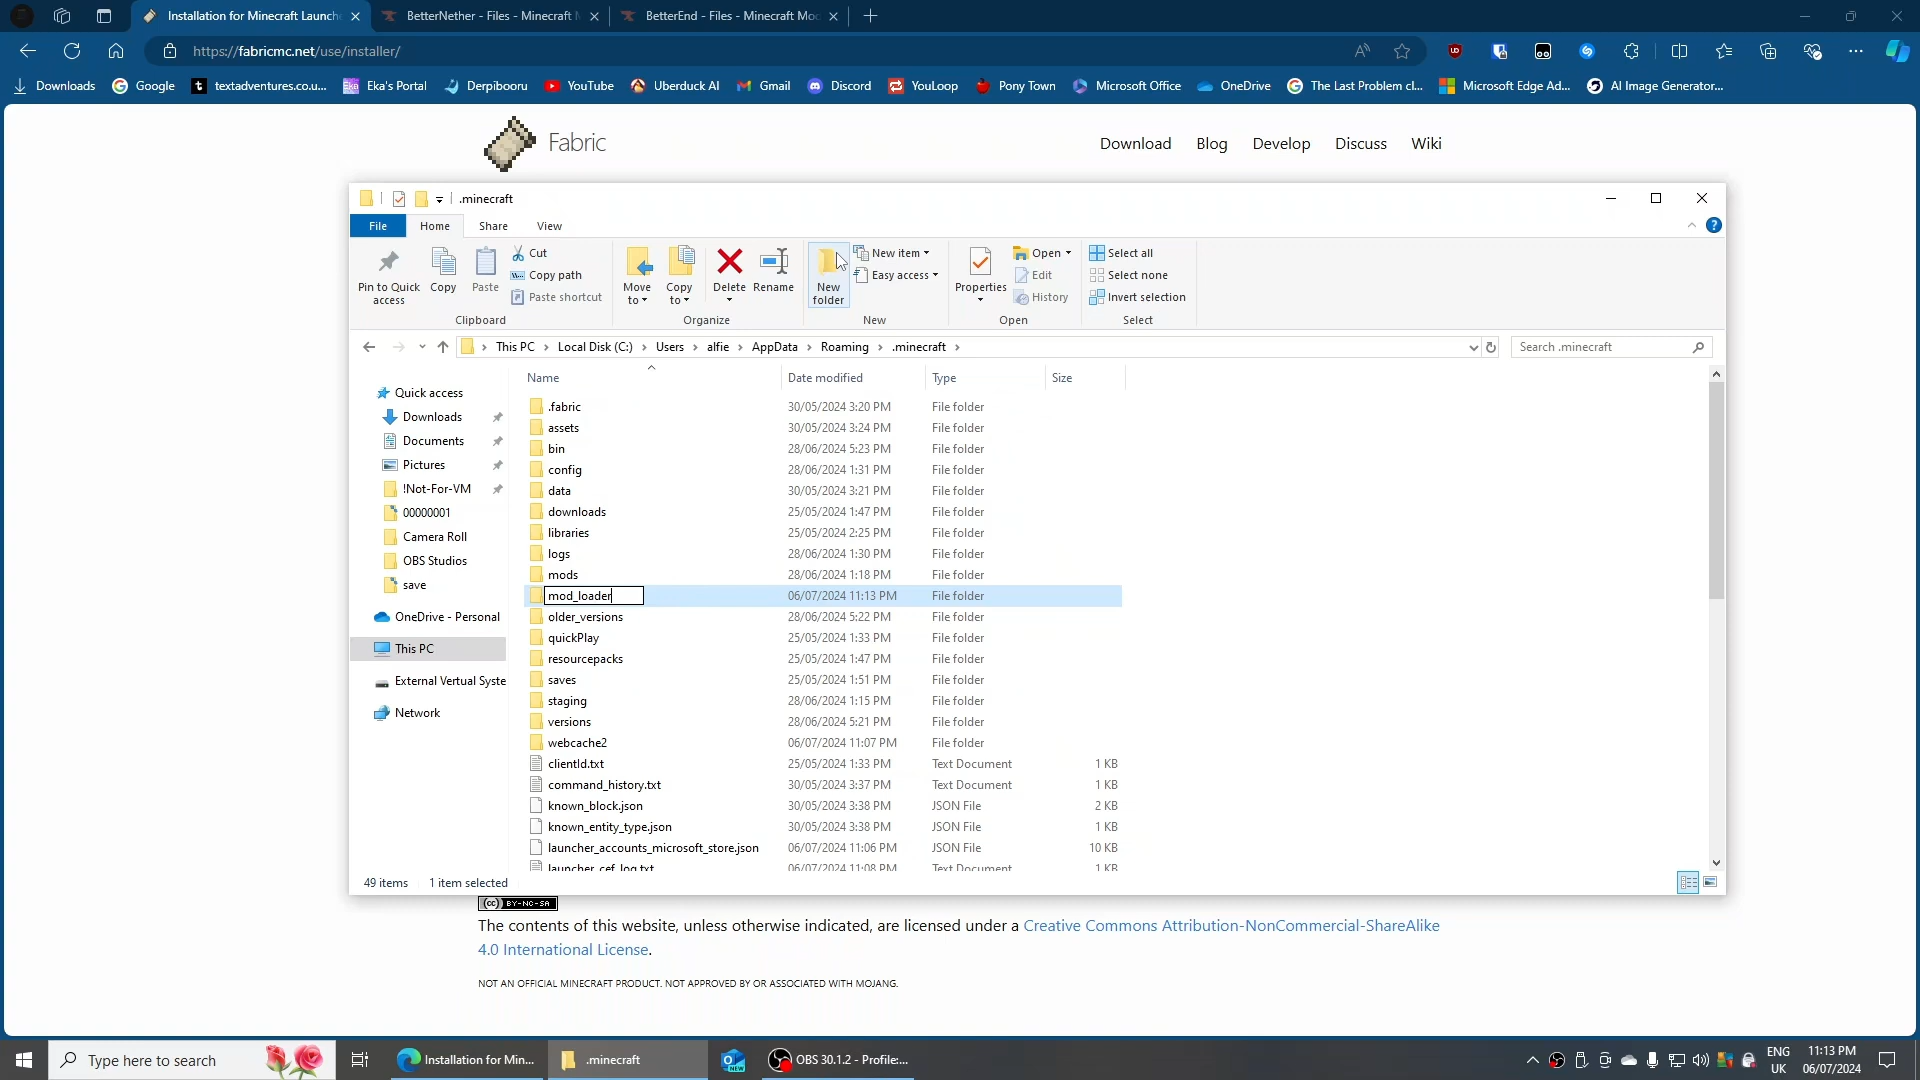 Installation for Minecraft Launche
BetterNether - Files - Minecraft M
BetterEnd - Files - Minecraft Moc
https://fabricmc.net/use/installer/
Downloads
Google
textadventures.co.u...
Eka's Portal
Derpibooru
YouTube
Uberduck AI
Gmail
Discord
YouLoop
Pony Town
Microsoft Office
OneDrive
The Last Problem cl...
Microsoft Edge Ad...
AI Image Generator...
Fabric
Download
Blog
Develop
Discuss
Wiki
.minecraft
File
Home
Share
View
Pin to Quick access
Copy
Paste
Cut
Copy path
Paste shortcut
Clipboard
Move to
Copy to
Delete
Rename
Organize
New folder
New item
Easy access
New
Properties
Open
Edit
History
Open
Select all
Select none
Invert selection
Select
This PC
Local Disk (C:)
Users
alfie
AppData
Roaming
.minecraft
Search .minecraft
Name
Date modified
Type
Size
Quick access
Downloads
Documents
Pictures
!Not-For-VM
00000001
Camera Roll
OBS Studios
save
OneDrive - Personal
This PC
External Vertual Syste
Network
.fabric 30/05/2024 3:20 PM File folder
assets 30/05/2024 3:24 PM File folder
bin 28/06/2024 5:23 PM File folder
config 28/06/2024 1:31 PM File folder
data 30/05/2024 3:21 PM File folder
downloads 25/05/2024 1:47 PM File folder
libraries 25/05/2024 2:25 PM File folder
logs 28/06/2024 1:30 PM File folder
mods 28/06/2024 1:18 PM File folder
mod_loader 06/07/2024 11:13 PM File folder
older_versions 28/06/2024 5:22 PM File folder
quickPlay 25/05/2024 1:33 PM File folder
resourcepacks 25/05/2024 1:47 PM File folder
saves 25/05/2024 1:51 PM File folder
staging 28/06/2024 1:15 PM File folder
versions 28/06/2024 5:21 PM File folder
webcache2 06/07/2024 11:07 PM File folder
clientId.txt 25/05/2024 1:33 PM Text Document 1 KB
command_history.txt 30/05/2024 3:37 PM Text Document 1 KB
known_block.json 30/05/2024 3:38 PM JSON File 2 KB
known_entity_type.json 30/05/2024 3:38 PM JSON File 1 KB
launcher_accounts_microsoft_store.json 06/07/2024 11:06 PM JSON File 10 KB
launcher_cef_log.txt 06/07/2024 11:08 PM Text Document 1 KB
49 items
1 item selected
(cc) BY-NC-SA
The contents of this website, unless otherwise indicated, are licensed under a Creative Commons Attribution-NonCommercial-ShareAlike
4.0 International License.
NOT AN OFFICIAL MINECRAFT PRODUCT. NOT APPROVED BY OR ASSOCIATED WITH MOJANG.
Type here to search
Installation for Min...
.minecraft
OBS 30.1.2 - Profile:...
ENG
UK
11:13 PM
06/07/2024